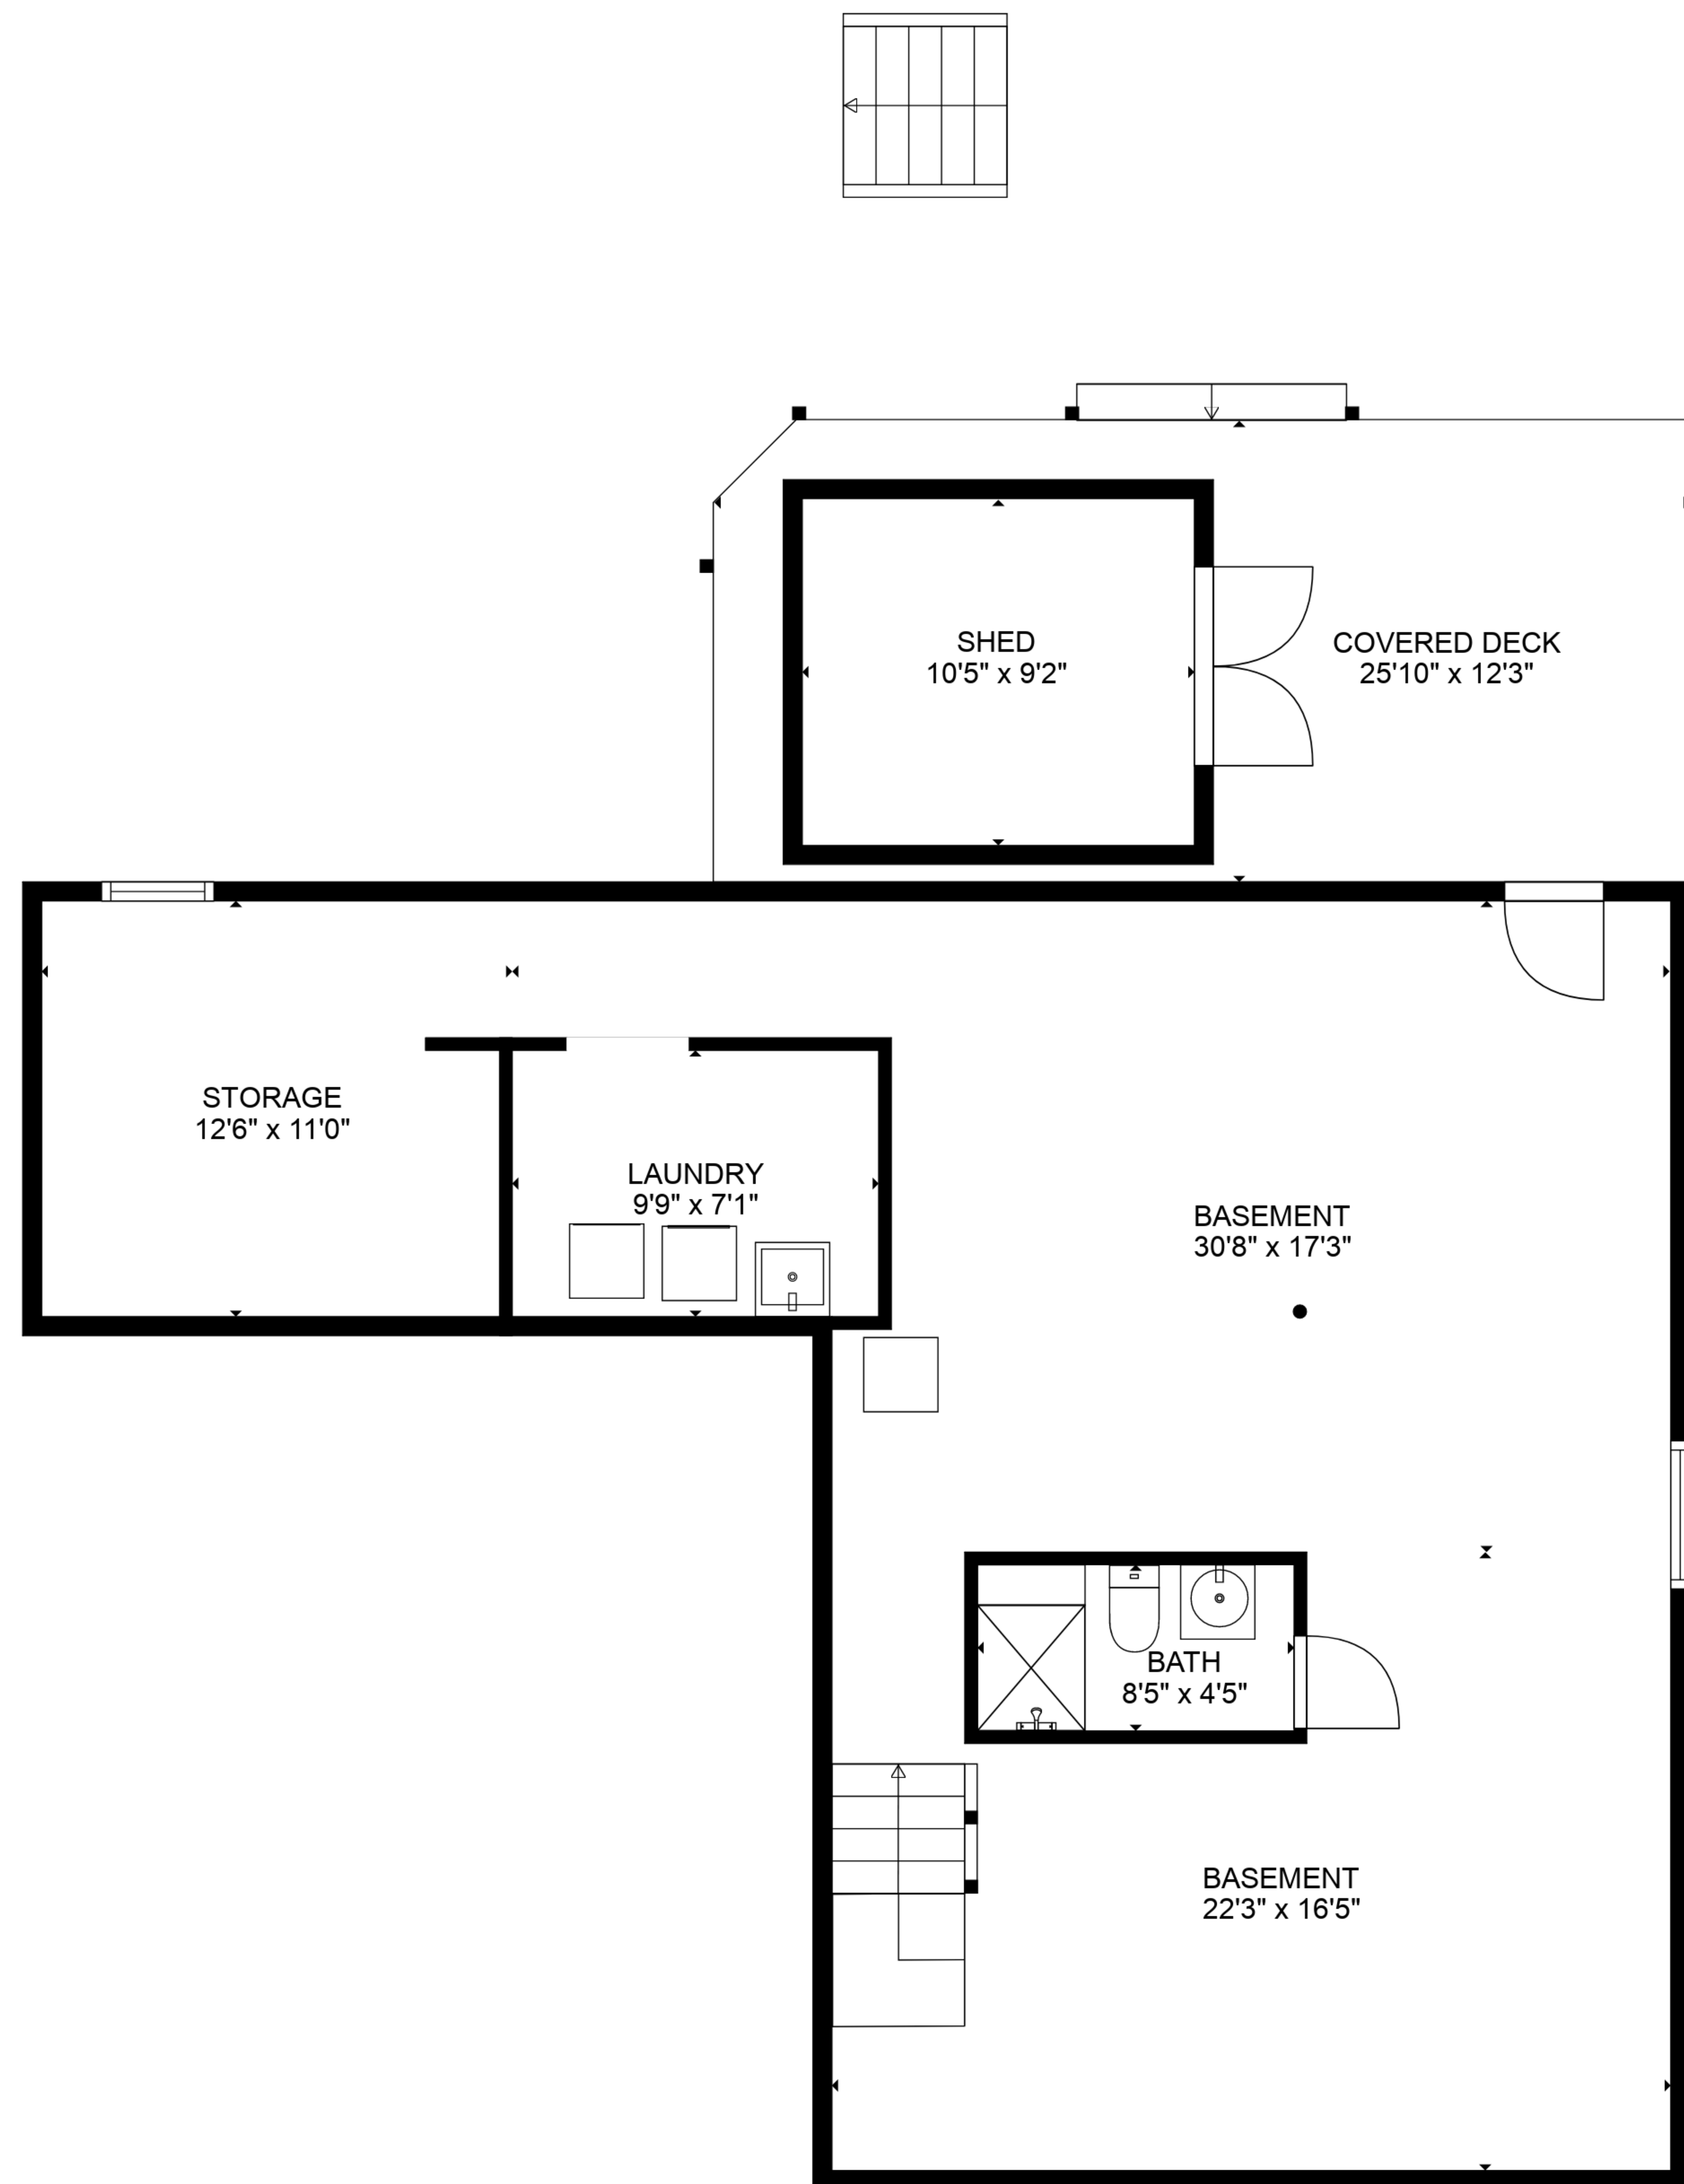 SHED
10'5" x 9'2"
COVERED DECK
25'10" x 12'3"
STORAGE
12'6" x 11'0"
LAUNDRY
9'9" x 7'1"
BASEMENT
30'8" x 17'3"
BATH
8'5" x 4'5"
BASEMENT
22'3" x 16'5"